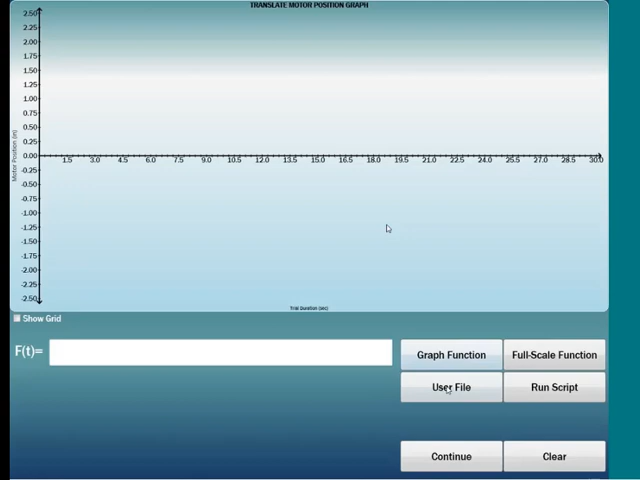 TRANSLATE MOTOR POSITION GRAPH
2.50
2.25
2.00
1.75
1.50
1.25
1.00
0.75
0.50
0.25
0.00
-0.25
-0.50
-0.75
-1.00
-1.25
-1.50
-1.75
-2.00
-2.25
-2.50
Motor Position (in)
1.5 3.0 4.5 6.0 7.5 9.0 10.5 12.0 13.5 15.0 16.5 18.0 19.5 21.0 22.5 24.0 25.5 27.0 28.5 30.0
Trial Duration (sec)
Show Grid
F(t)=
Graph Function Full-Scale Function
User File Run Script
Continue Clear